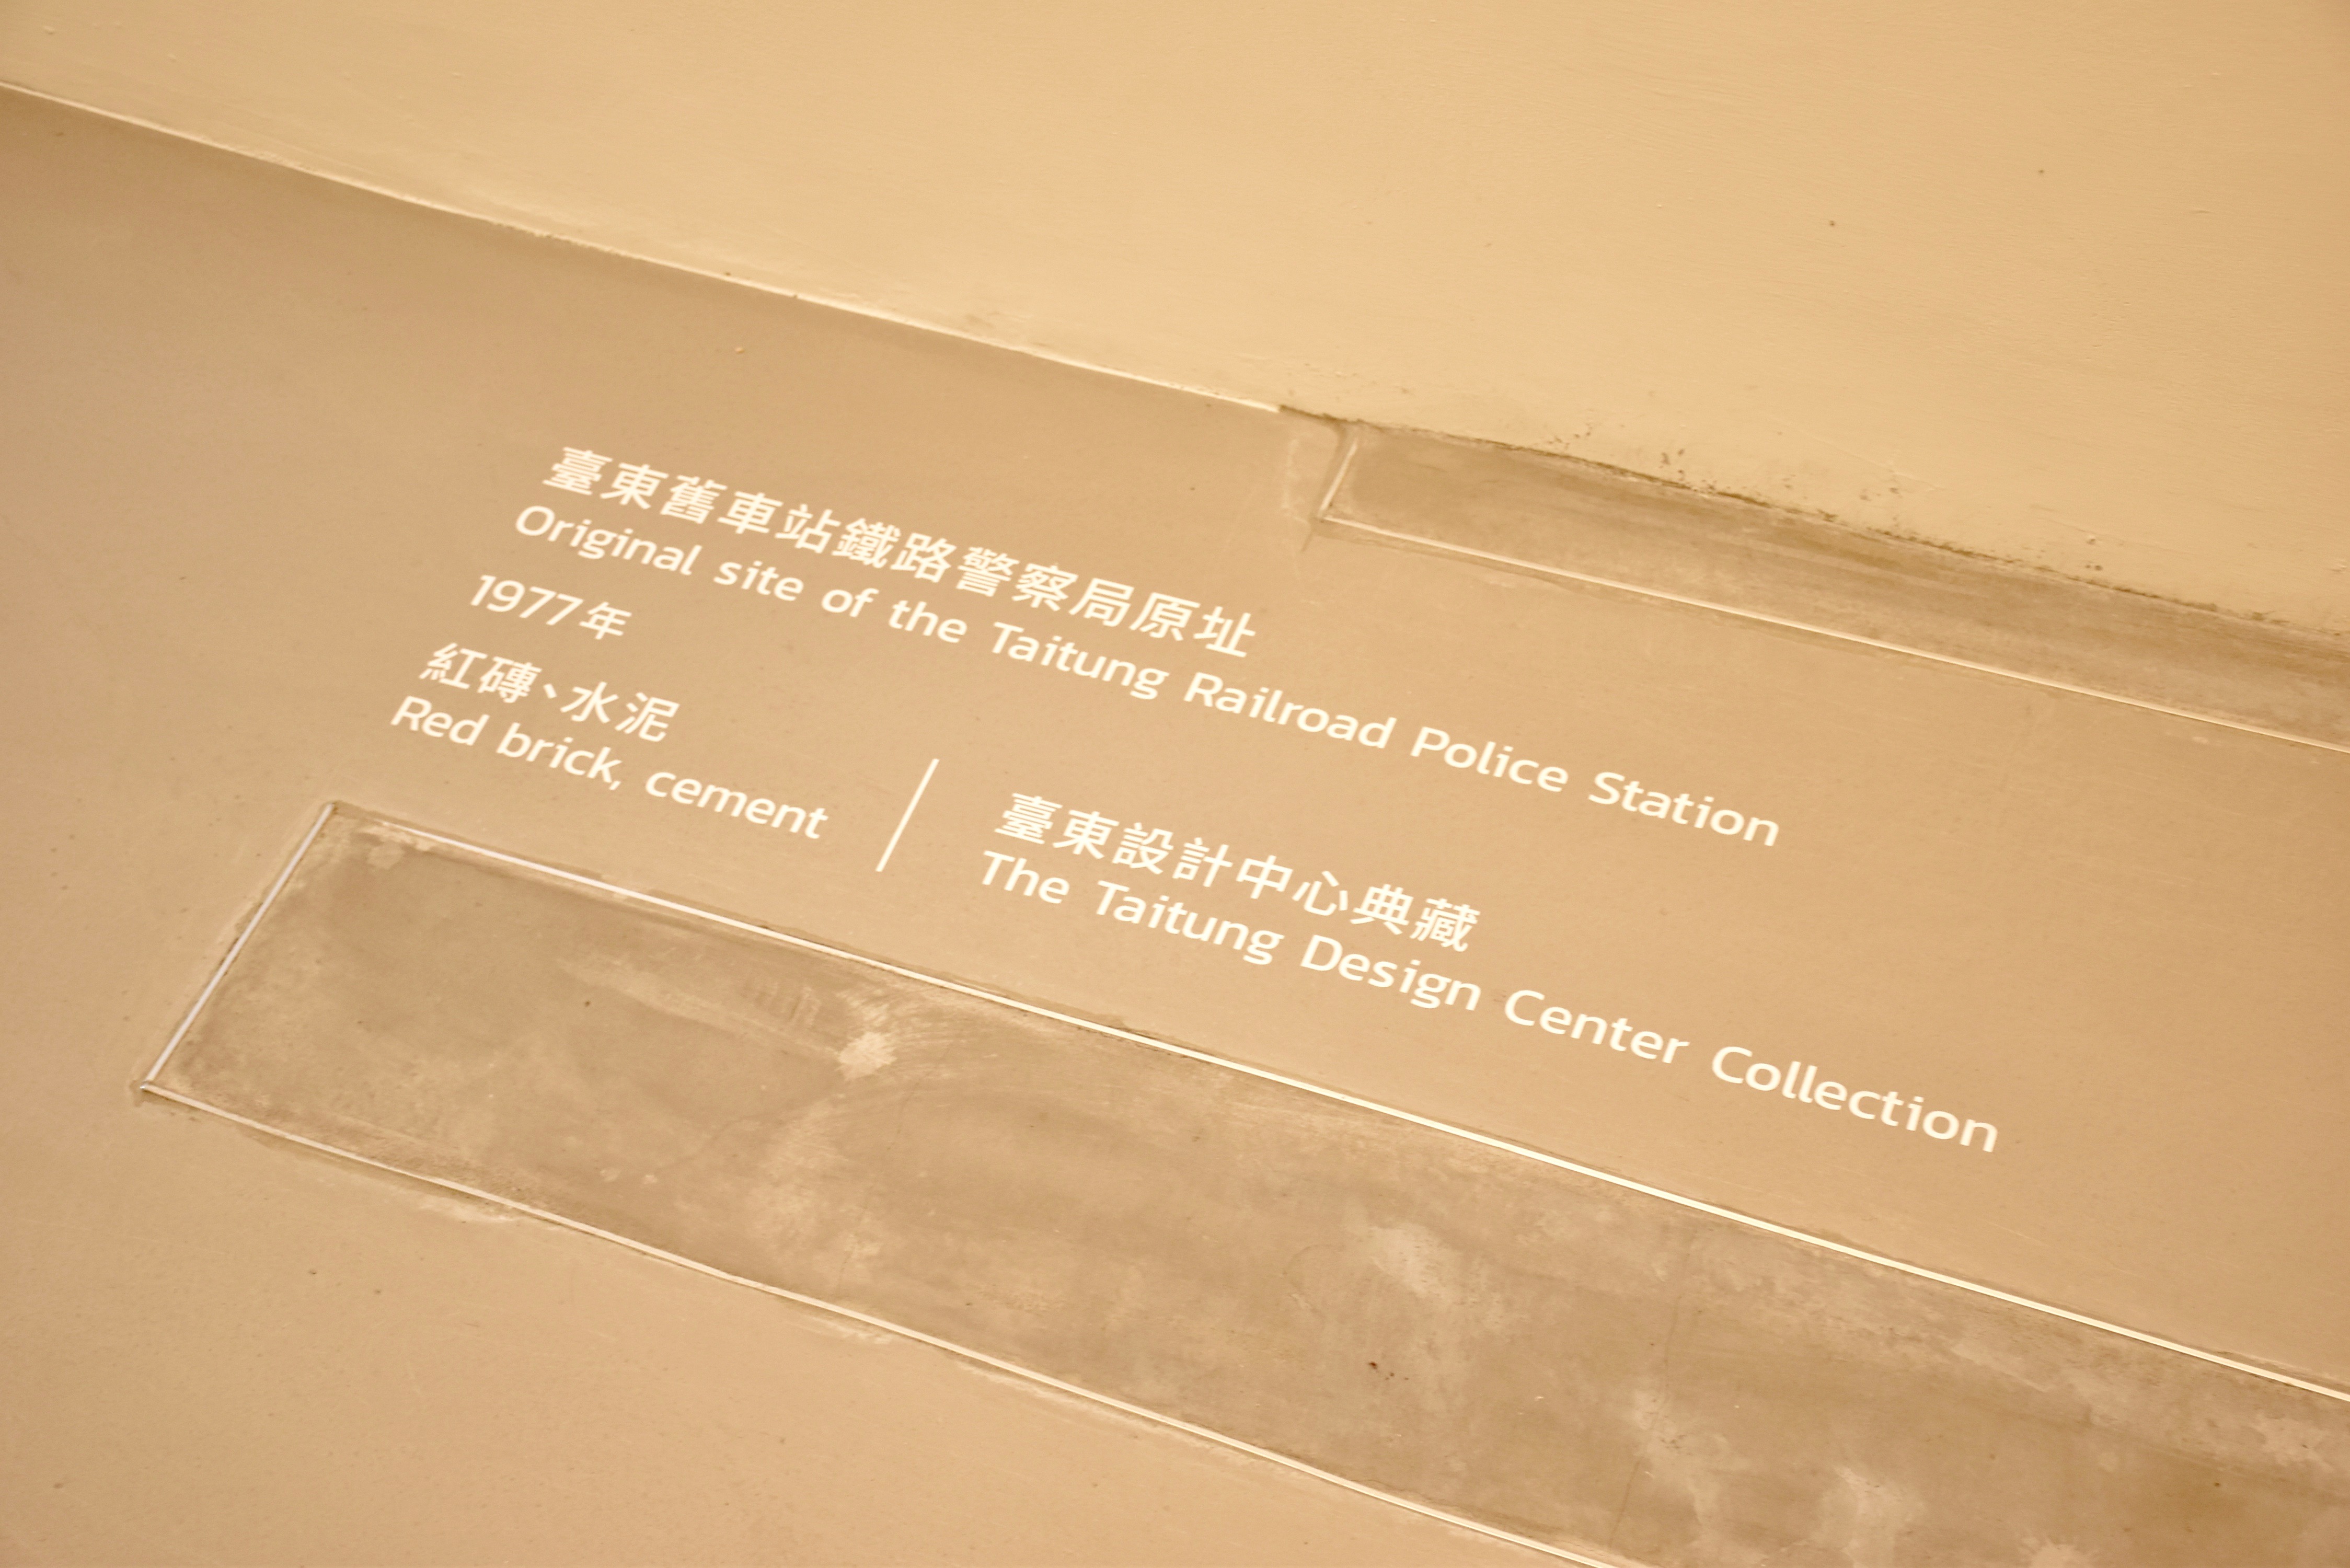 臺東舊車站鐵路警察局原址
Original site of the Taitung Railroad Police Station
1977年
紅磚、水泥
Red brick, cement
臺東設計中心典藏
The Taitung Design Center Collection